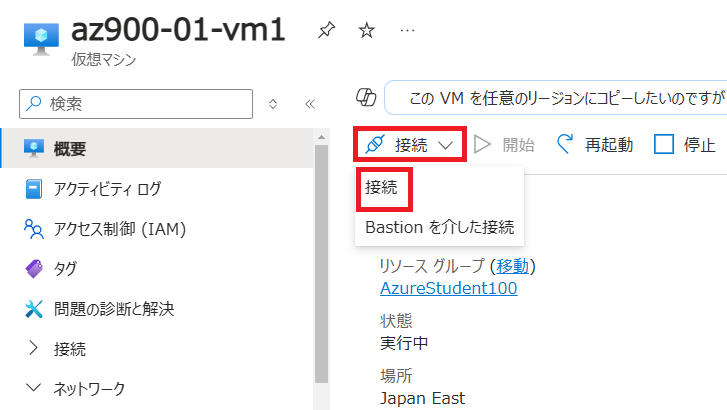 az900-01-vm1
仮想マシン
検索
概要
アクティビティ ログ
アクセス制御 (IAM)
タグ
問題の診断と解決
接続
ネットワーク
この VM を任意のリージョンにコピーしたいのですが
接続 開始 再起動 停止
接続
Bastion を介した接続
リソース グループ (移動)
AzureStudent100
状態
実行中
場所
Japan East